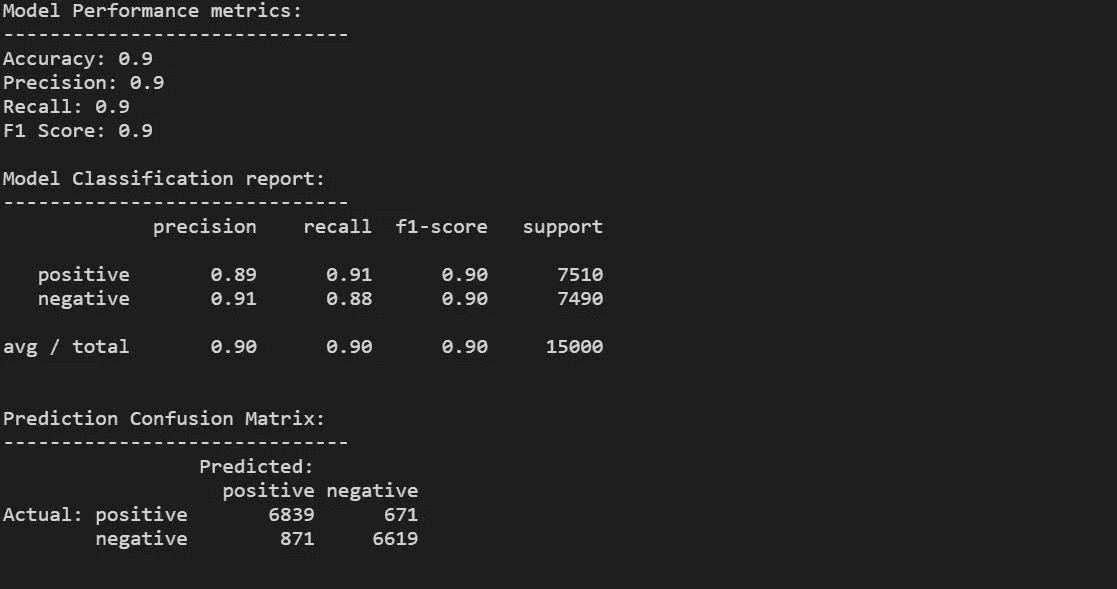 Model Performance metrics:
------------------------------
Accuracy: 0.9
Precision: 0.9
Recall: 0.9
F1 Score: 0.9

Model Classification report:
------------------------------
             precision    recall  f1-score   support

   positive       0.89      0.91      0.90      7510
   negative       0.91      0.88      0.90      7490

avg / total       0.90      0.90      0.90     15000

Prediction Confusion Matrix:
------------------------------
                 Predicted:
                   positive negative
Actual: positive       6839      671
        negative        871     6619